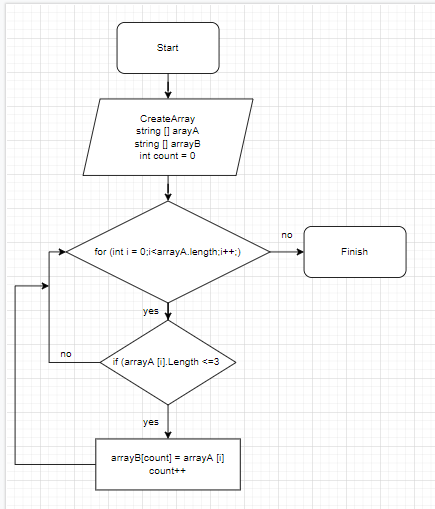 Start
CreateArray
string [] arayA
string [] arrayB
int count = 0
for (int i = 0;i<arrayA.length;i++;)
no
Finish
yes
if (arrayA [i].Length <=3
no
yes
arrayB[count] = arrayA [i]
count++